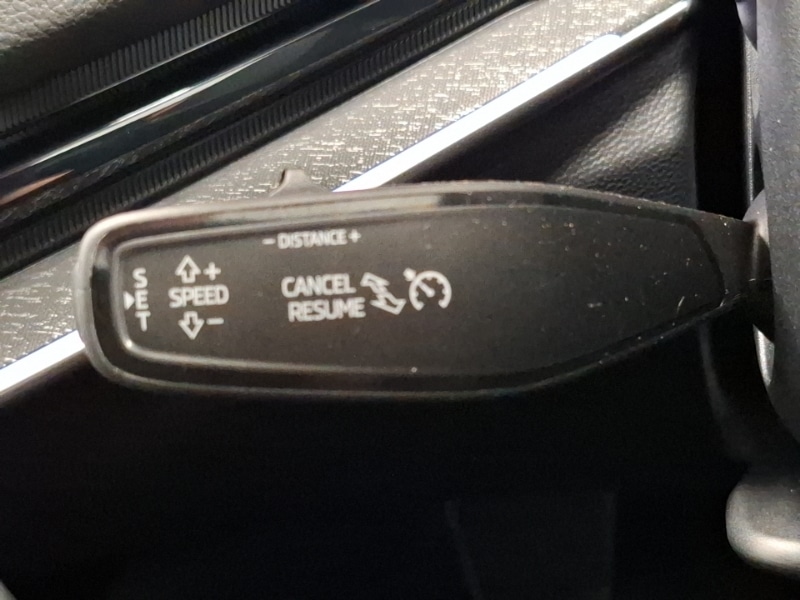 - DISTANCE +
S
E
T
+
SPEED
-
CANCEL
RESUME